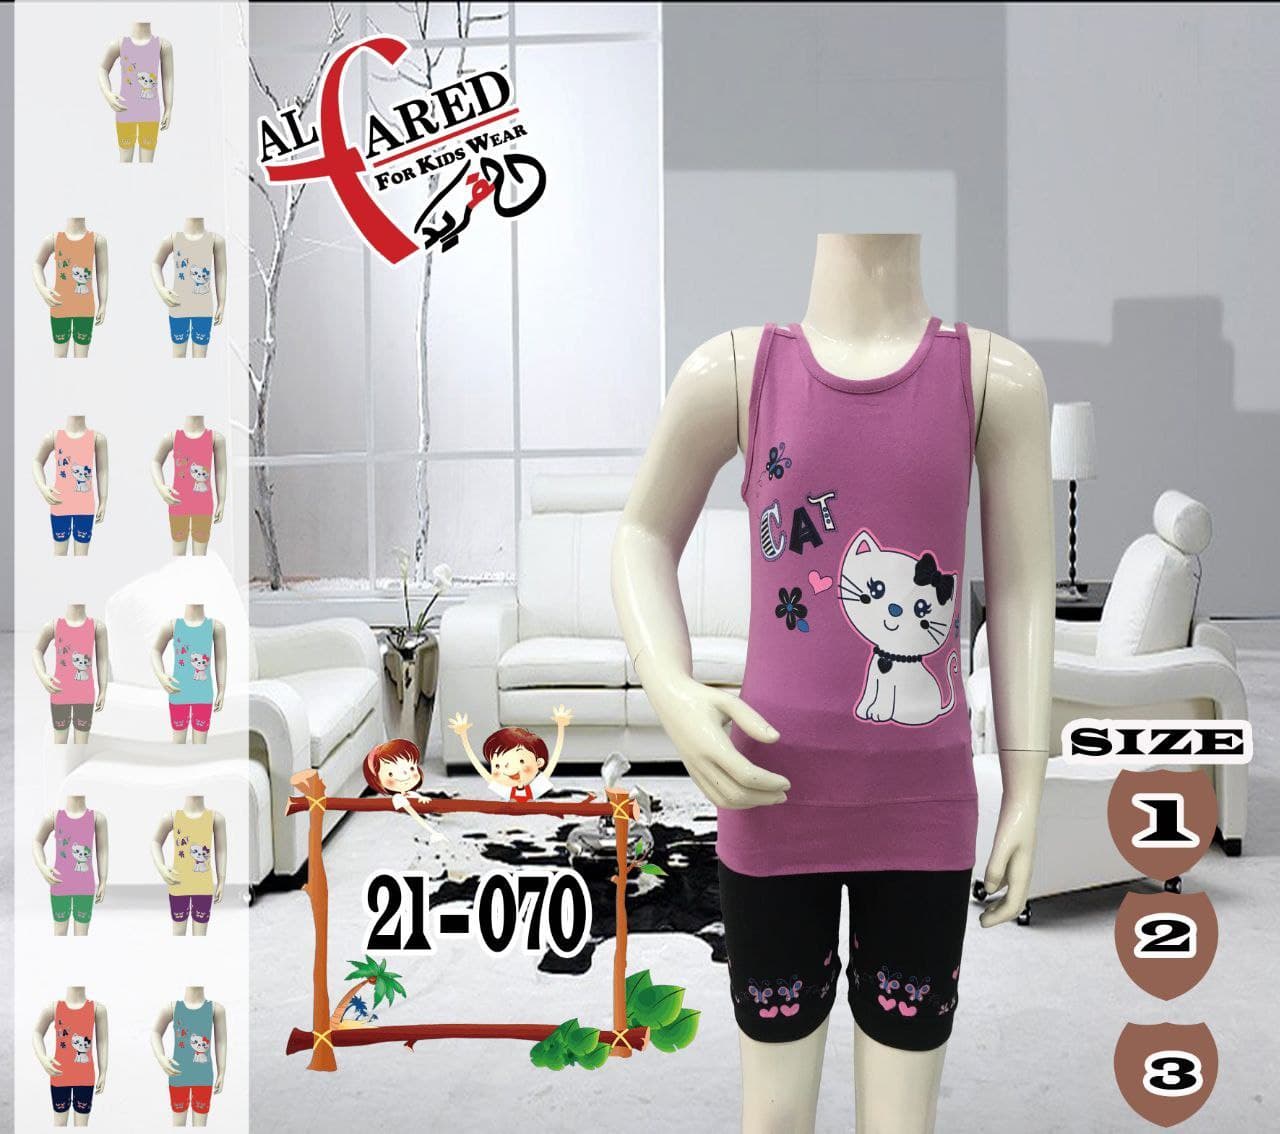 AL FARED
FOR KIDS WEAR
الفريد
CAT
21-070
SIZE
1
2
3